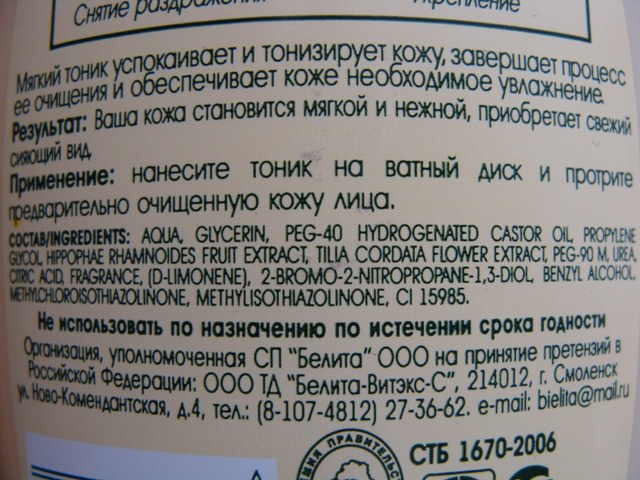 Снятие раздражения Укрепление
Мягкий тоник успокаивает и тонизирует кожу, завершает процесс
ее очищения и обеспечивает коже необходимое увлажнение.
Результат: Ваша кожа становится мягкой и нежной, приобретает свежий
сияющий вид.
Применение: нанесите тоник на ватный диск и протрите
предварительно очищенную кожу лица.
СОСТАВ/INGREDIENTS: AQUA, GLYCERIN, PEG-40 HYDROGENATED CASTOR OIL, PROPYLENE
GLYCOL, HIPPOPHAE RHAMNOIDES FRUIT EXTRACT, TILIA CORDATA FLOWER EXTRACT, PEG-90 M, UREA,
CITRIC ACID, FRAGRANCE, (D-LIMONENE), 2-BROMO-2-NITROPROPANE-1,3-DIOL, BENZYL ALCOHOL,
METHYLCHLOROISOTHIAZOLINONE, METHYLISOTHIAZOLINONE, CI 15985.
Не использовать по назначению по истечении срока годности
Организация, уполномоченная СП "Белита" ООО на принятие претензий в
Российской Федерации: ООО ТД "Белита-Витэкс-С", 214012, г. Смоленск
ул. Ново-Комендантская, д.4, тел.: (8-107-4812) 27-36-62. e-mail: bielita@mail.ru
СТБ 1670-2006